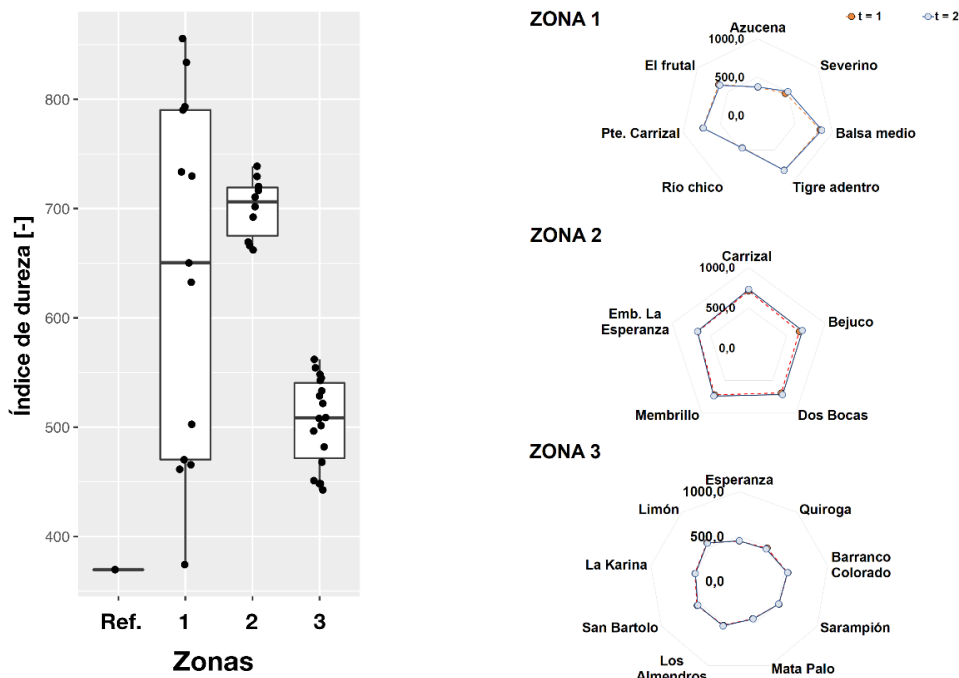 Índice de dureza [-]
800
700
600
500
400
Ref.
1
2
3
Zonas
ZONA 1
t = 1
t = 2
Azucena
1000,0
El frutal
Severino
500,0
0,0
Pte. Carrizal
Balsa medio
Río chico
Tigre adentro
ZONA 2
Carrizal
1000,0
Emb. La
Esperanza
500,0
Bejuco
0,0
Membrillo
Dos Bocas
ZONA 3
Esperanza
1000,0
Limón
Quiroga
500,0
La Karina
Barranco
Colorado
0,0
San Bartolo
Sarampión
Los
Almendros
Mata Palo